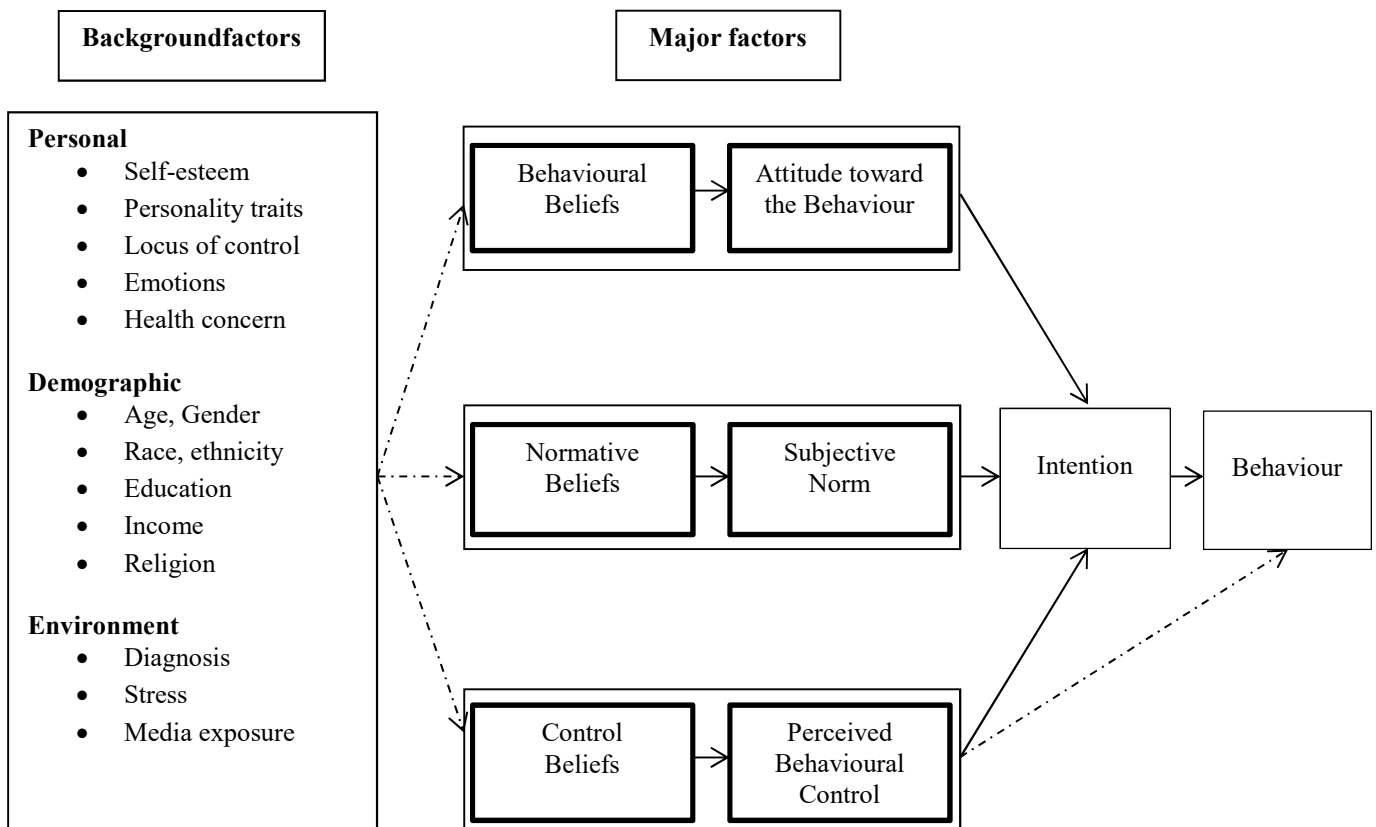 Backgroundfactors
Major factors
Personal
• Self-esteem
• Personality traits
• Locus of control
• Emotions
• Health concern
Demographic
• Age, Gender
• Race, ethnicity
• Education
• Income
• Religion
Environment
• Diagnosis
• Stress
• Media exposure
Behavioural
Beliefs
Attitude toward
the Behaviour
Normative
Beliefs
Subjective
Norm
Intention
Behaviour
Control
Beliefs
Perceived
Behavioural
Control